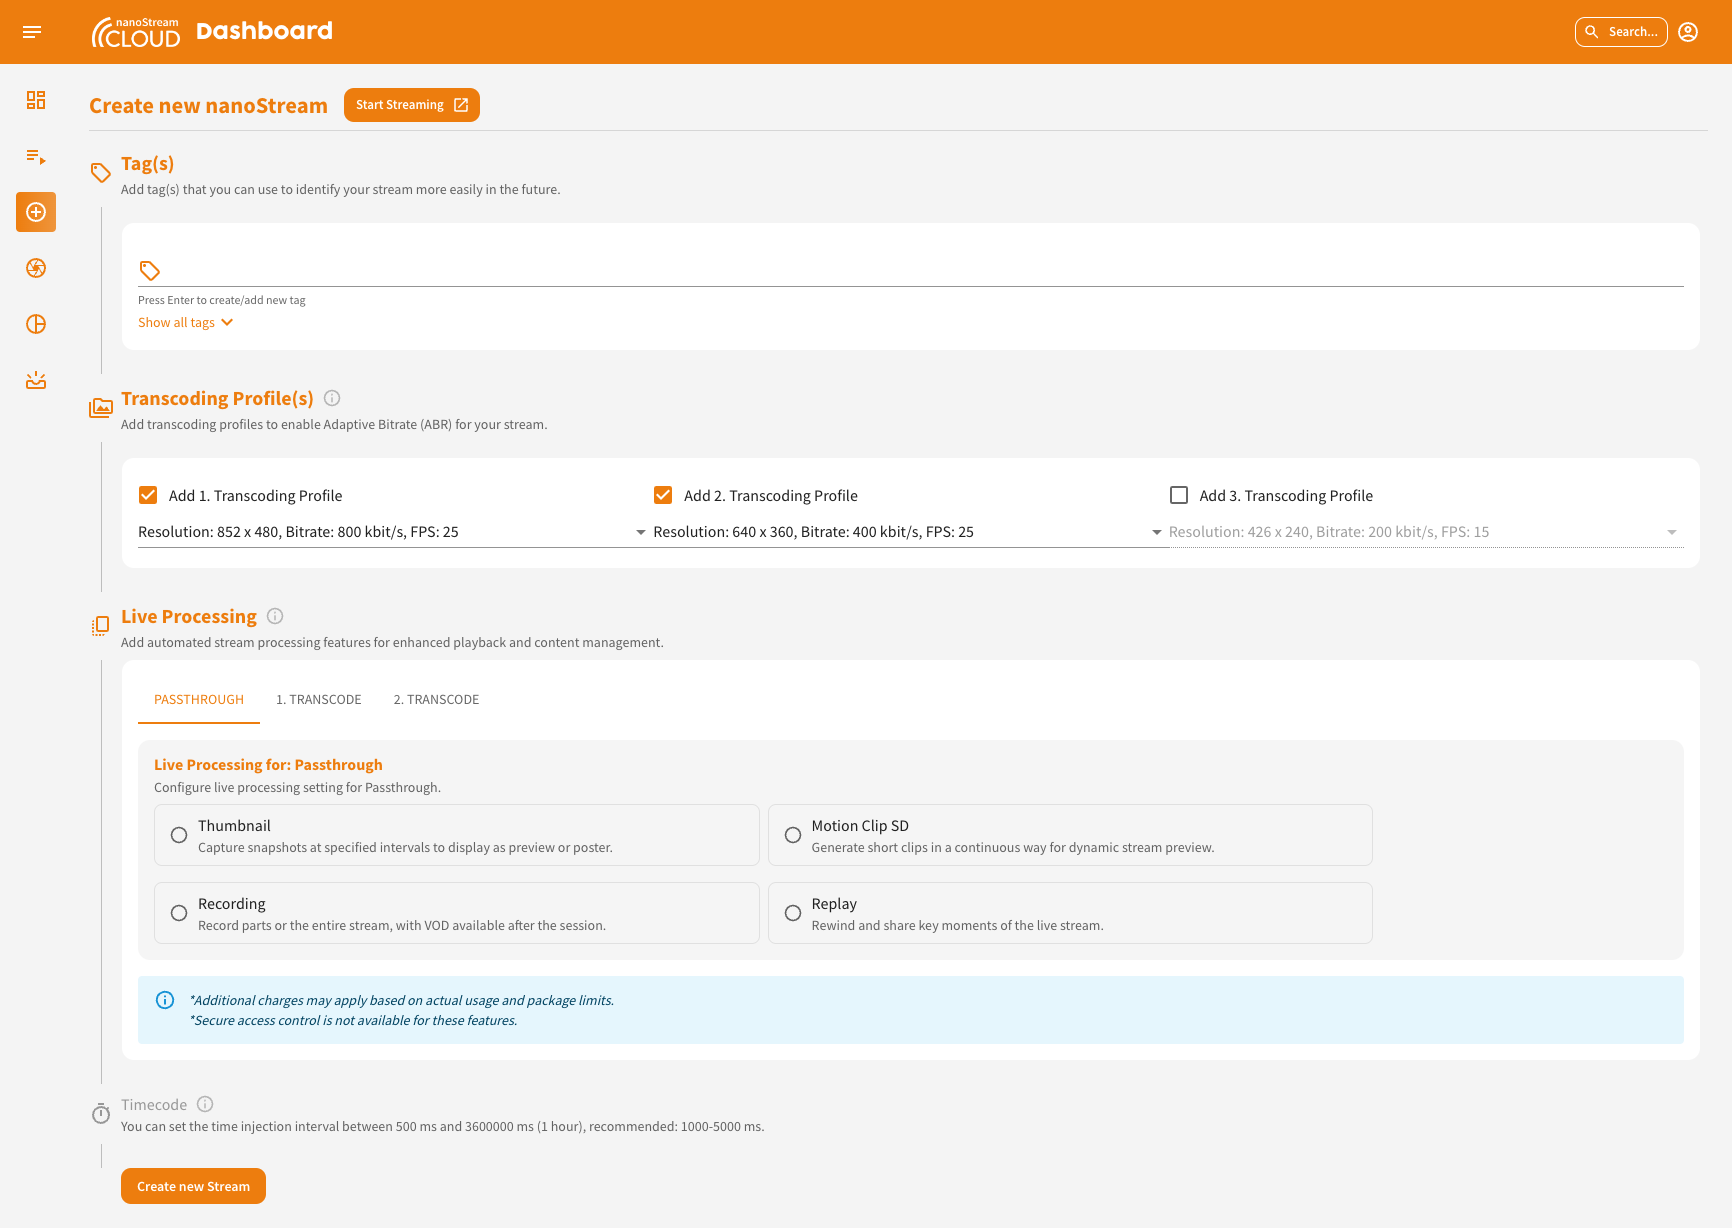 nanoStream
CLOUD
Dashboard
Search...
Create new nanoStream
Start Streaming
Tag(s)
Add tag(s) that you can use to identify your stream more easily in the future.
Press Enter to create/add new tag
Show all tags
Transcoding Profile(s)
Add transcoding profiles to enable Adaptive Bitrate (ABR) for your stream.
Add 1. Transcoding Profile
Add 2. Transcoding Profile
Add 3. Transcoding Profile
Resolution: 852 x 480, Bitrate: 800 kbit/s, FPS: 25
Resolution: 640 x 360, Bitrate: 400 kbit/s, FPS: 25
Resolution: 426 x 240, Bitrate: 200 kbit/s, FPS: 15
Live Processing
Add automated stream processing features for enhanced playback and content management.
PASSTHROUGH
1. TRANSCODE
2. TRANSCODE
Live Processing for: Passthrough
Configure live processing setting for Passthrough.
Thumbnail
Capture snapshots at specified intervals to display as preview or poster.
Motion Clip SD
Generate short clips in a continuous way for dynamic stream preview.
Recording
Record parts or the entire stream, with VOD available after the session.
Replay
Rewind and share key moments of the live stream.
*Additional charges may apply based on actual usage and package limits.
*Secure access control is not available for these features.
Timecode
You can set the time injection interval between 500 ms and 3600000 ms (1 hour), recommended: 1000-5000 ms.
Create new Stream